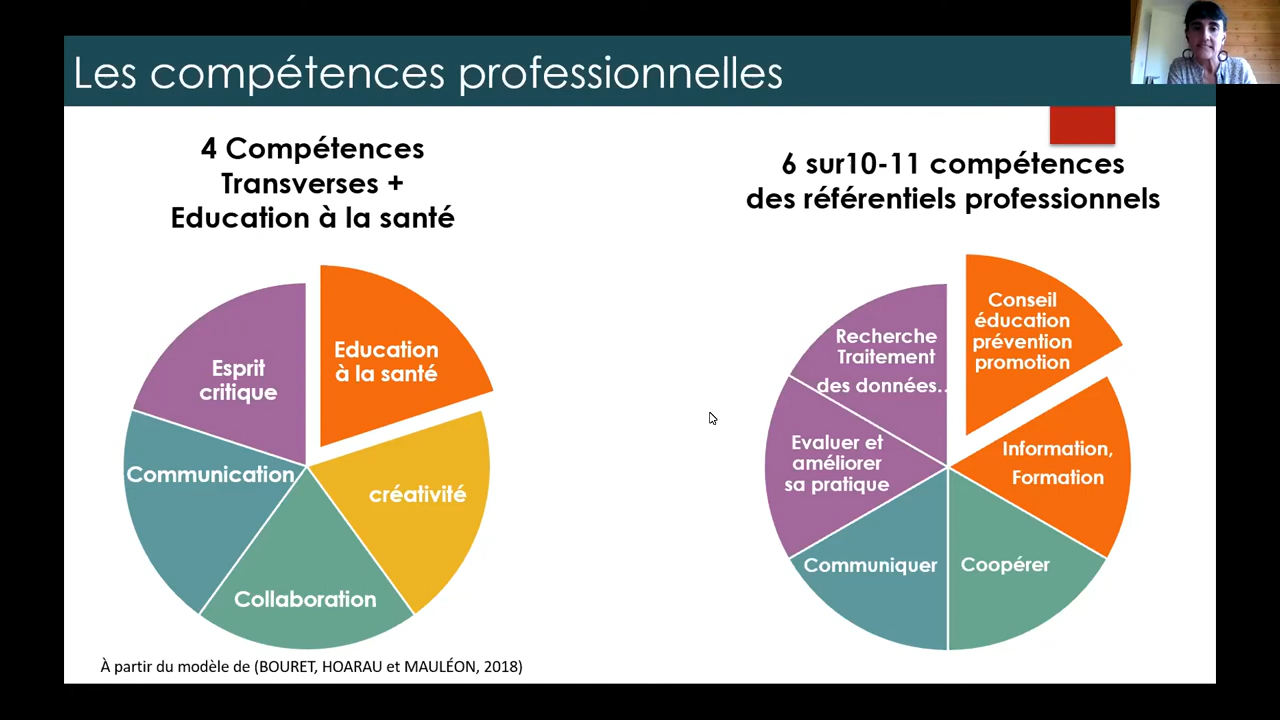 Les compétences professionnelles
4 Compétences
Transverses +
Education à la santé
Education
à la santé
créativité
Collaboration
Communication
Esprit
critique
À partir du modèle de (BOURET, HOARAU et MAULÉON, 2018)
6 sur10-11 compétences
des référentiels professionnels
Conseil
éducation
prévention
promotion
Information,
Formation
Coopérer
Communiquer
Evaluer et
améliorer
sa pratique
Recherche
Traitement
des données..